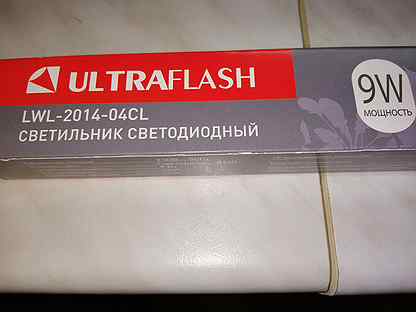 ULTRAFLASH
LWL-2014-04CL
СВЕТИЛЬНИК СВЕТОДИОДНЫЙ
9W
МОЩНОСТЬ